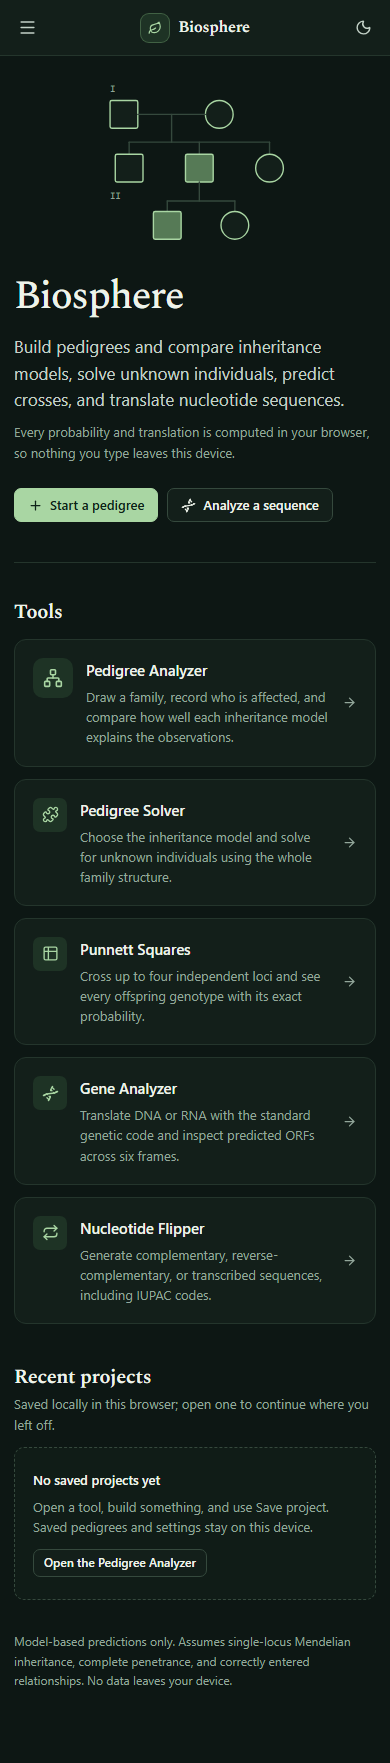 Biosphere
I
II
Biosphere
Build pedigrees and compare inheritance
models, solve unknown individuals, predict
crosses, and translate nucleotide sequences.
Every probability and translation is computed in your browser,
so nothing you type leaves this device.
Start a pedigree
Analyze a sequence
Tools
Pedigree Analyzer
Draw a family, record who is affected, and
compare how well each inheritance model
explains the observations.
Pedigree Solver
Choose the inheritance model and solve
for unknown individuals using the whole
family structure.
Punnett Squares
Cross up to four independent loci and see
every offspring genotype with its exact
probability.
Gene Analyzer
Translate DNA or RNA with the standard
genetic code and inspect predicted ORFs
across six frames.
Nucleotide Flipper
Generate complementary, reverse-
complementary, or transcribed sequences,
including IUPAC codes.
Recent projects
Saved locally in this browser; open one to continue where you
left off.
No saved projects yet
Open a tool, build something, and use Save project.
Saved pedigrees and settings stay on this device.
Open the Pedigree Analyzer
Model-based predictions only. Assumes single-locus Mendelian
inheritance, complete penetrance, and correctly entered
relationships. No data leaves your device.